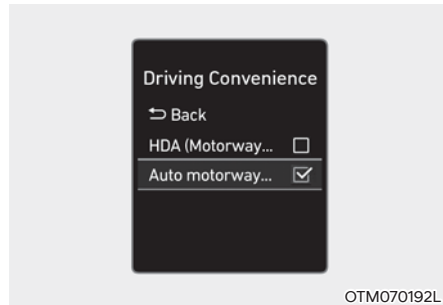 Driving Convenience
Back
HDA (Motorway...
Auto motorway...
OTM070192L